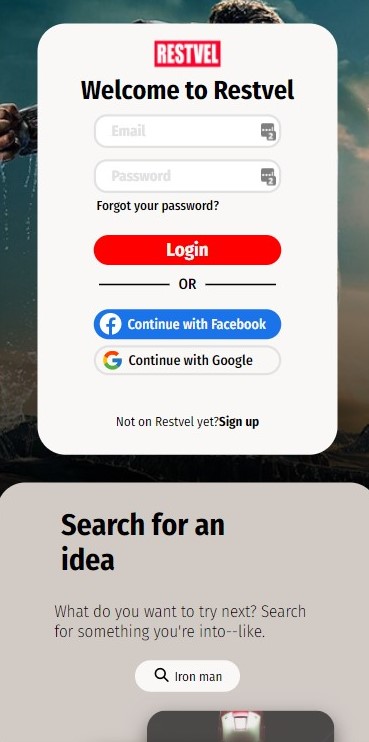 RESTVEL
Welcome to Restvel
Email
Password
Forgot your password?
Login
OR
Continue with Facebook
Continue with Google
Not on Restvel yet?Sign up
Search for an
idea
What do you want to try next? Search
for something you're into--like.
Iron man